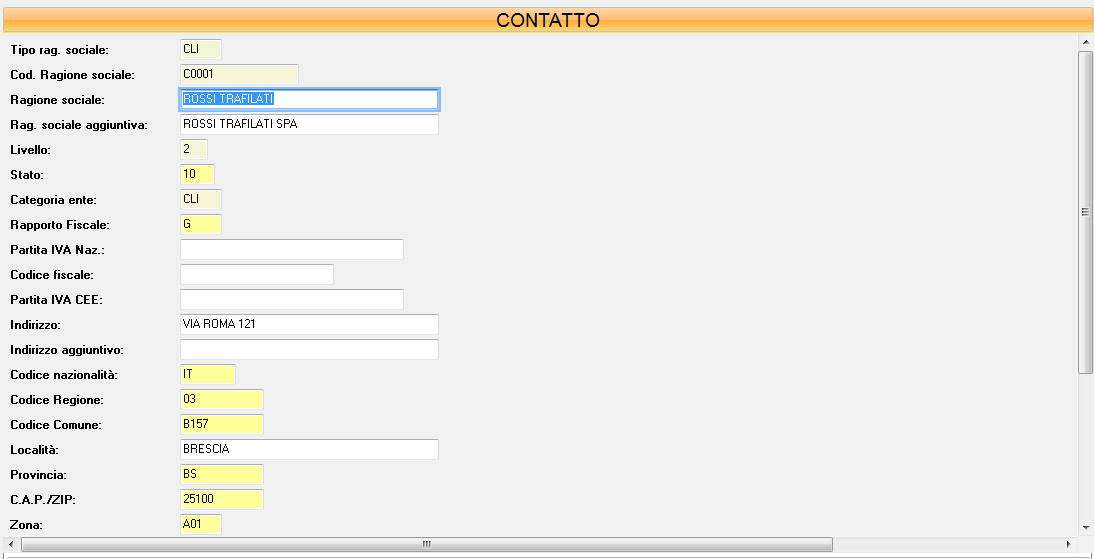 CONTATTO
Tipo rag. sociale: CLI
Cod. Ragione sociale: C0001
Ragione sociale: ROSSI TRAFILATI
Rag. sociale aggiuntiva: ROSSI TRAFILATI SPA
Livello: 2
Stato: 10
Categoria ente: CLI
Rapporto Fiscale: G
Partita IVA Naz.:
Codice fiscale:
Partita IVA CEE:
Indirizzo: VIA ROMA 121
Indirizzo aggiuntivo:
Codice nazionalità: IT
Codice Regione: 03
Codice Comune: B157
Località: BRESCIA
Provincia: BS
C.A.P./ZIP: 25100
Zona: A01